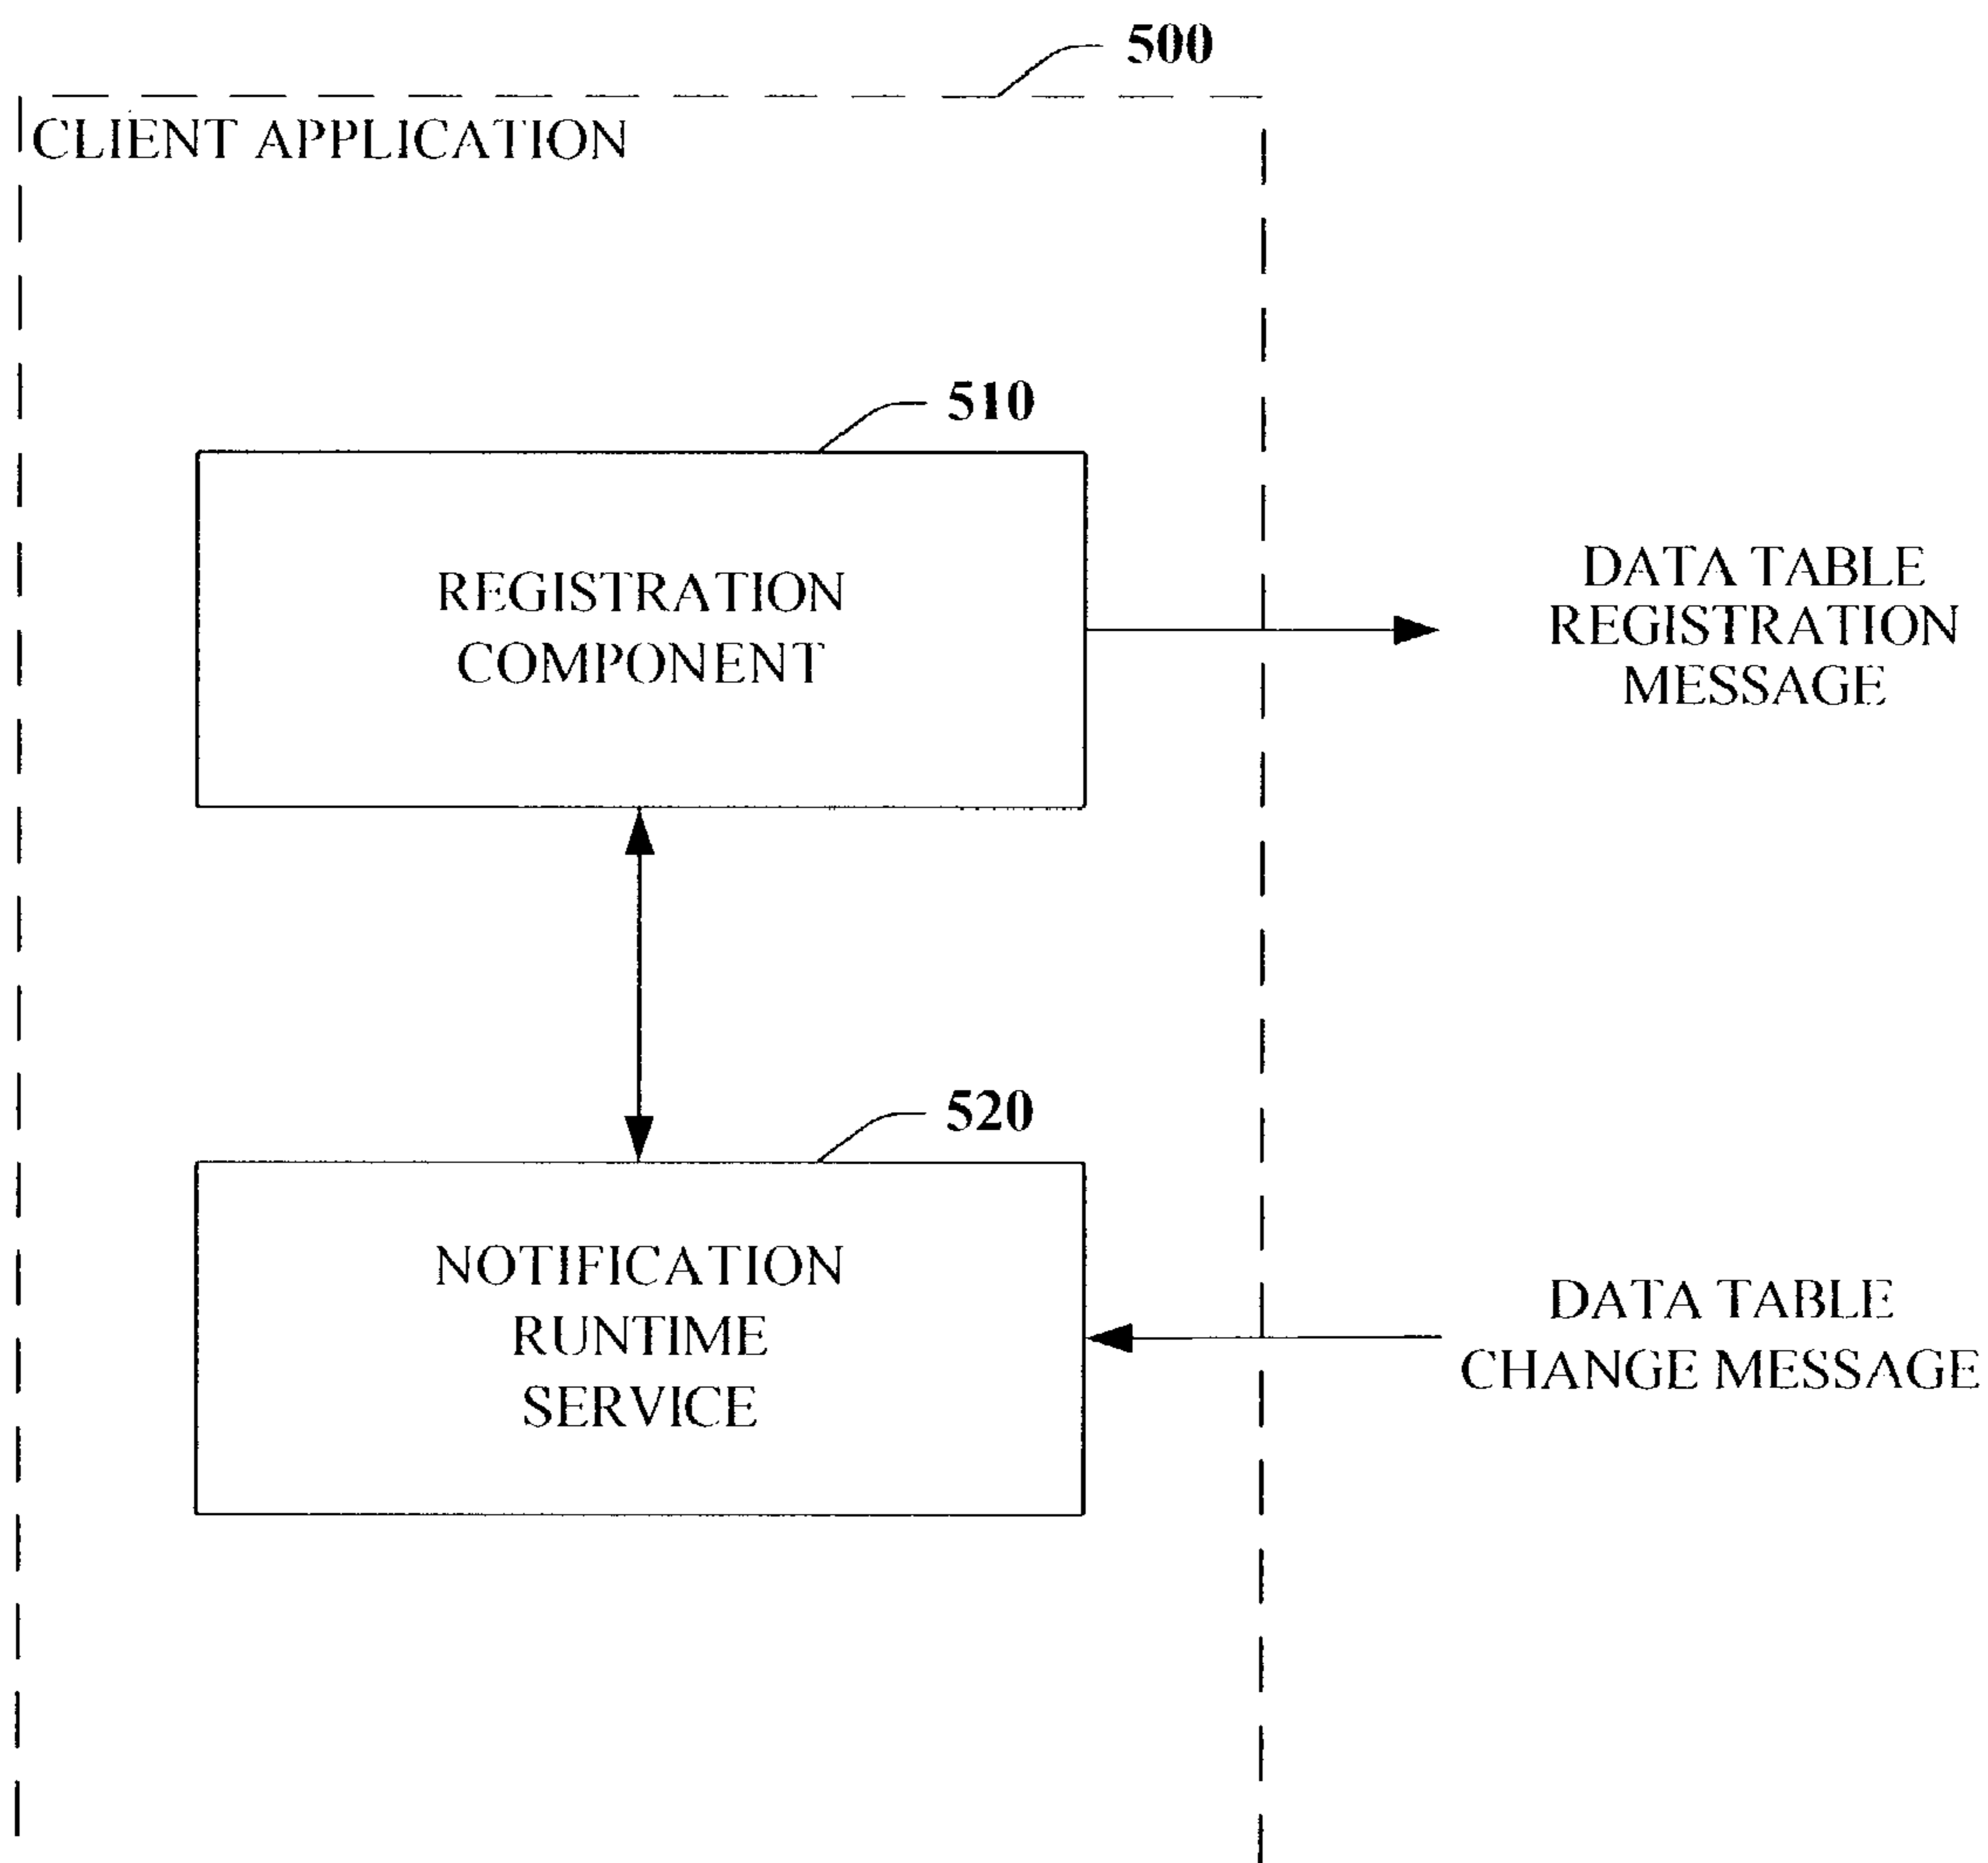 500
CLIENT APPLICATION
510
REGISTRATION
COMPONENT
DATA TABLE
REGISTRATION
MESSAGE
520
NOTIFICATION
RUNTIME
SERVICE
DATA TABLE
CHANGE MESSAGE